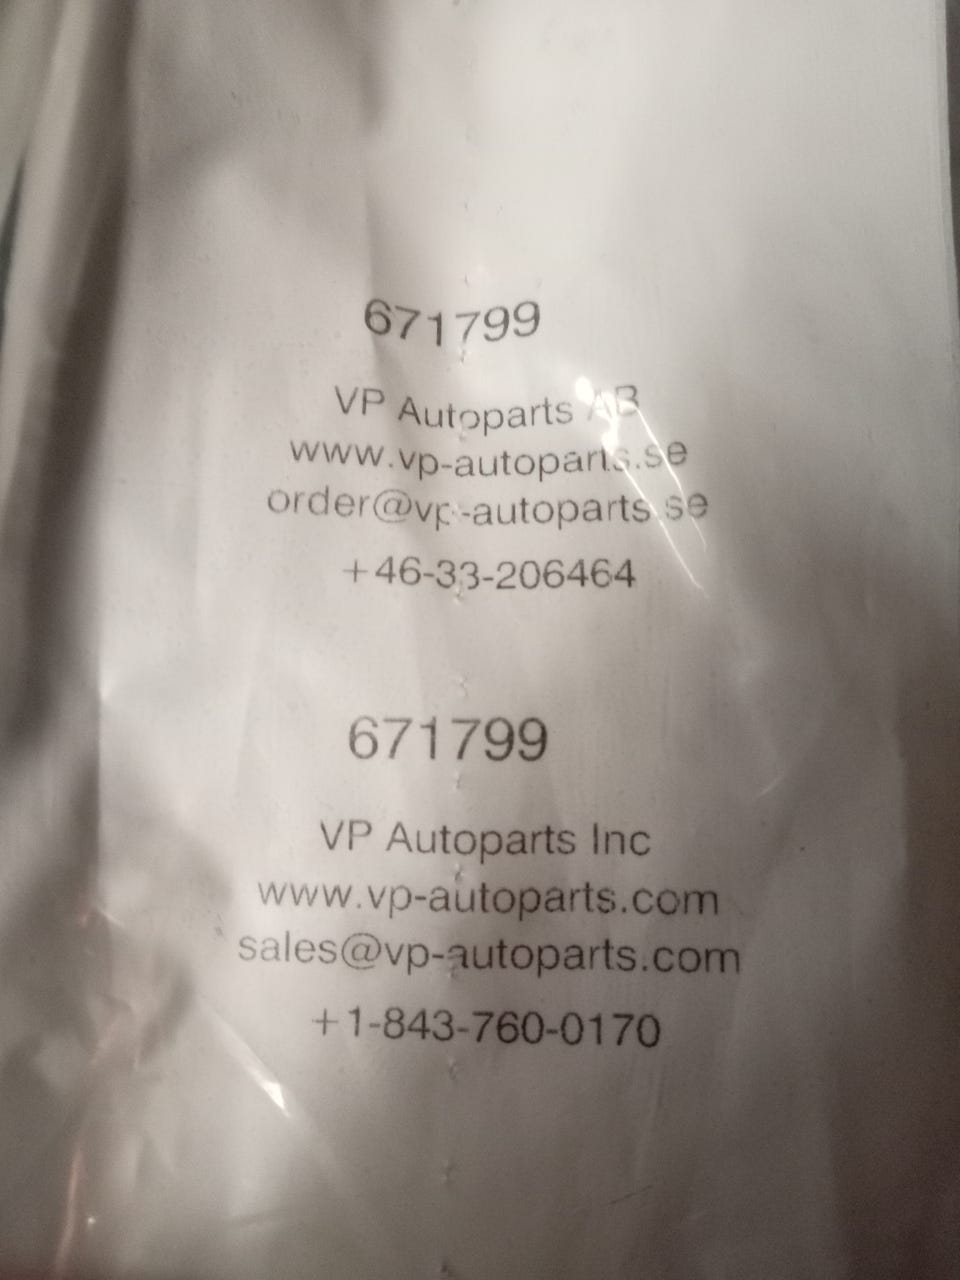 671799
VP Autoparts AB
www.vp-autoparts.se
order@vp-autoparts.se
+46-33-206464
671799
VP Autoparts Inc
www.vp-autoparts.com
sales@vp-autoparts.com
+1-843-760-0170